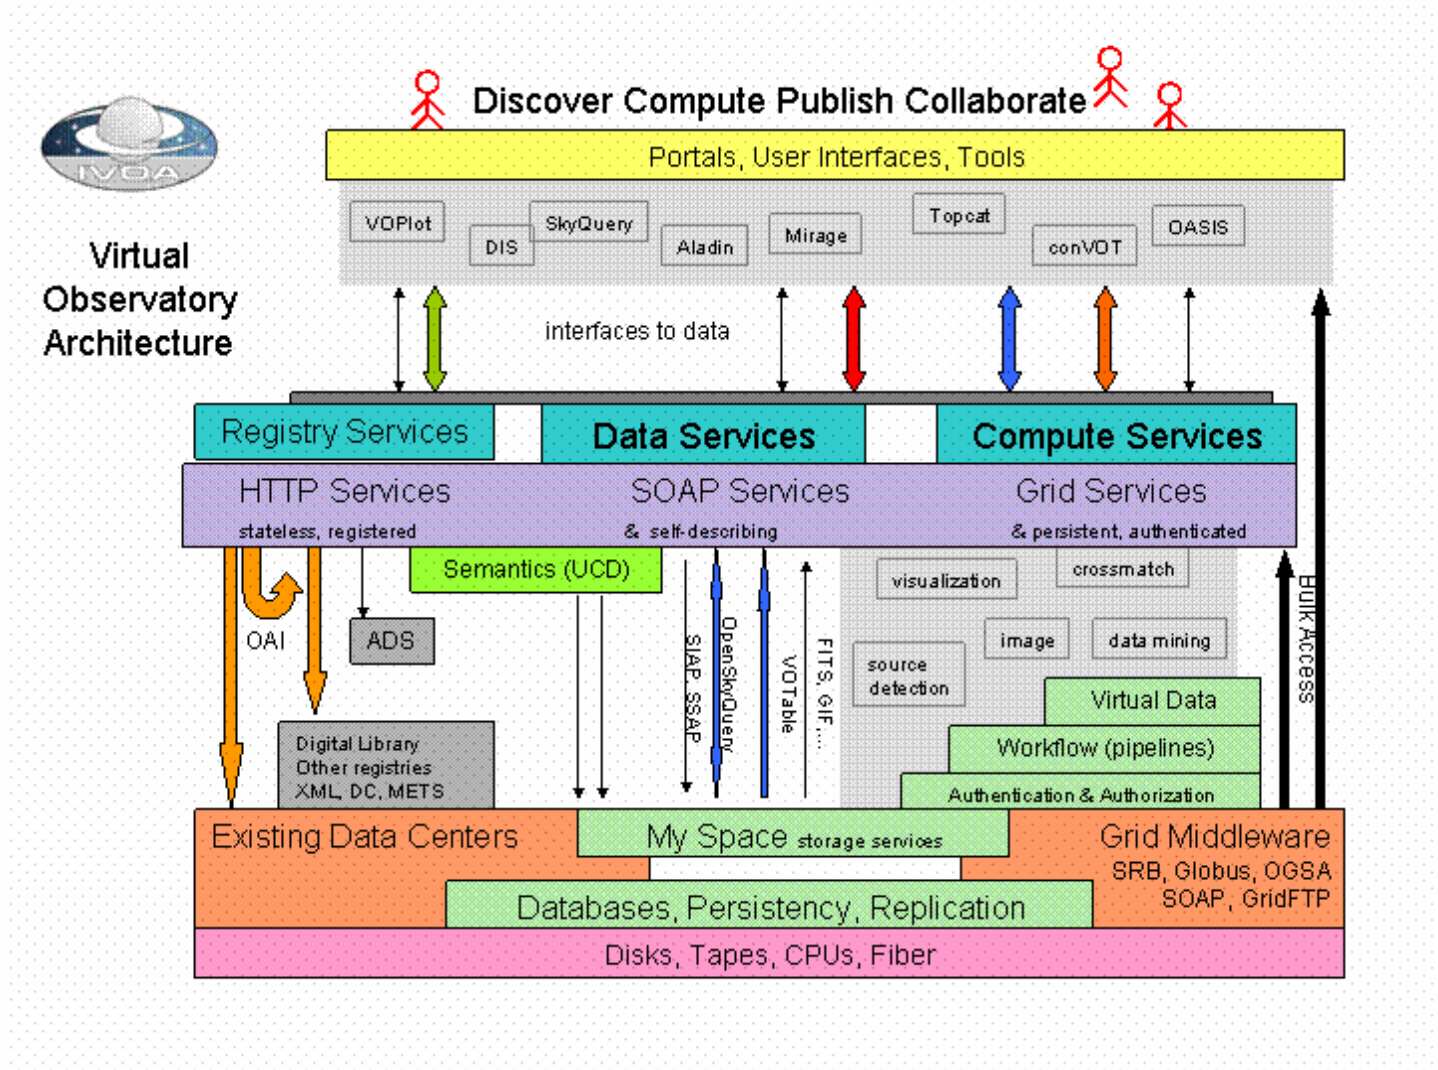 Discover Compute Publish Collaborate
IVOA
Virtual
Observatory
Architecture
Portals, User Interfaces, Tools
VOPlot
DIS
SkyQuery
Aladin
Mirage
Topcat
conVOT
OASIS
interfaces to data
Registry Services
Data Services
Compute Services
HTTP Services
stateless, registered
SOAP Services
& self-describing
Grid Services
& persistent, authenticated
Semantics (UCD)
OAI
ADS
SIAP, SSAP
OpenSkyQuery
VOTable
FITS, GIF,...
visualization
crossmatch
image
data mining
source
detection
Bulk Access
Virtual Data
Workflow (pipelines)
Authentication & Authorization
Digital Library
Other registries
XML, DC, METS
Existing Data Centers
My Space storage services
Grid Middleware
SRB, Globus, OGSA
SOAP, GridFTP
Databases, Persistency, Replication
Disks, Tapes, CPUs, Fiber